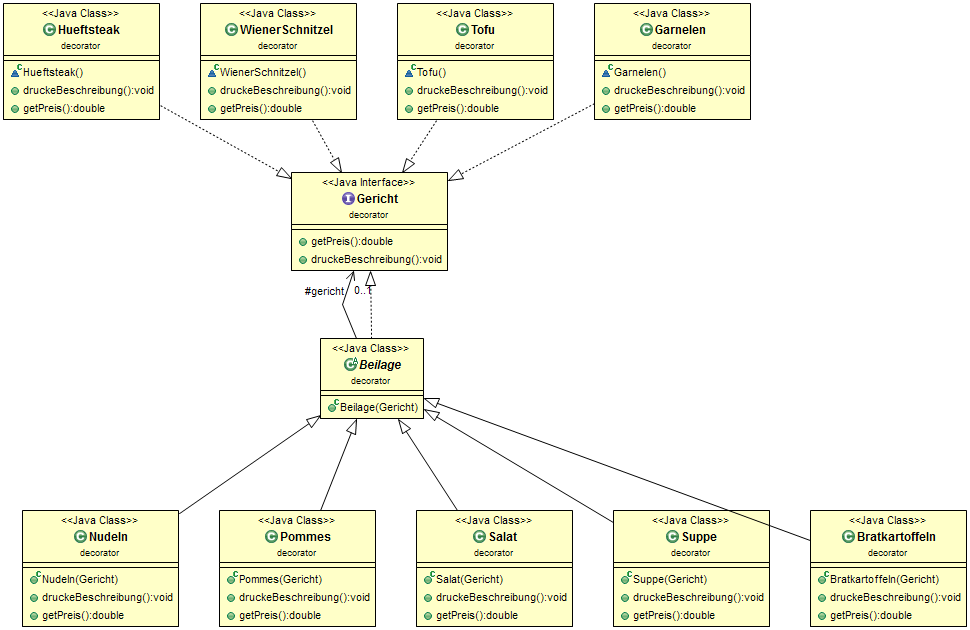 <<Java Class>>
Hueftsteak
decorator
Hueftsteak()
druckeBeschreibung():void
getPreis():double
<<Java Class>>
WienerSchnitzel
decorator
WienerSchnitzel()
druckeBeschreibung():void
getPreis():double
<<Java Class>>
Tofu
decorator
Tofu()
druckeBeschreibung():void
getPreis():double
<<Java Class>>
Garnelen
decorator
Garnelen()
druckeBeschreibung():void
getPreis():double
<<Java Interface>>
Gericht
decorator
getPreis():double
druckeBeschreibung():void
#gericht 0..1
<<Java Class>>
Beilage
decorator
Beilage(Gericht)
<<Java Class>>
Nudeln
decorator
Nudeln(Gericht)
druckeBeschreibung():void
getPreis():double
<<Java Class>>
Pommes
decorator
Pommes(Gericht)
druckeBeschreibung():void
getPreis():double
<<Java Class>>
Salat
decorator
Salat(Gericht)
druckeBeschreibung():void
getPreis():double
<<Java Class>>
Suppe
decorator
Suppe(Gericht)
druckeBeschreibung():void
getPreis():double
<<Java Class>>
Bratkartoffeln
decorator
Bratkartoffeln(Gericht)
druckeBeschreibung():void
getPreis():double